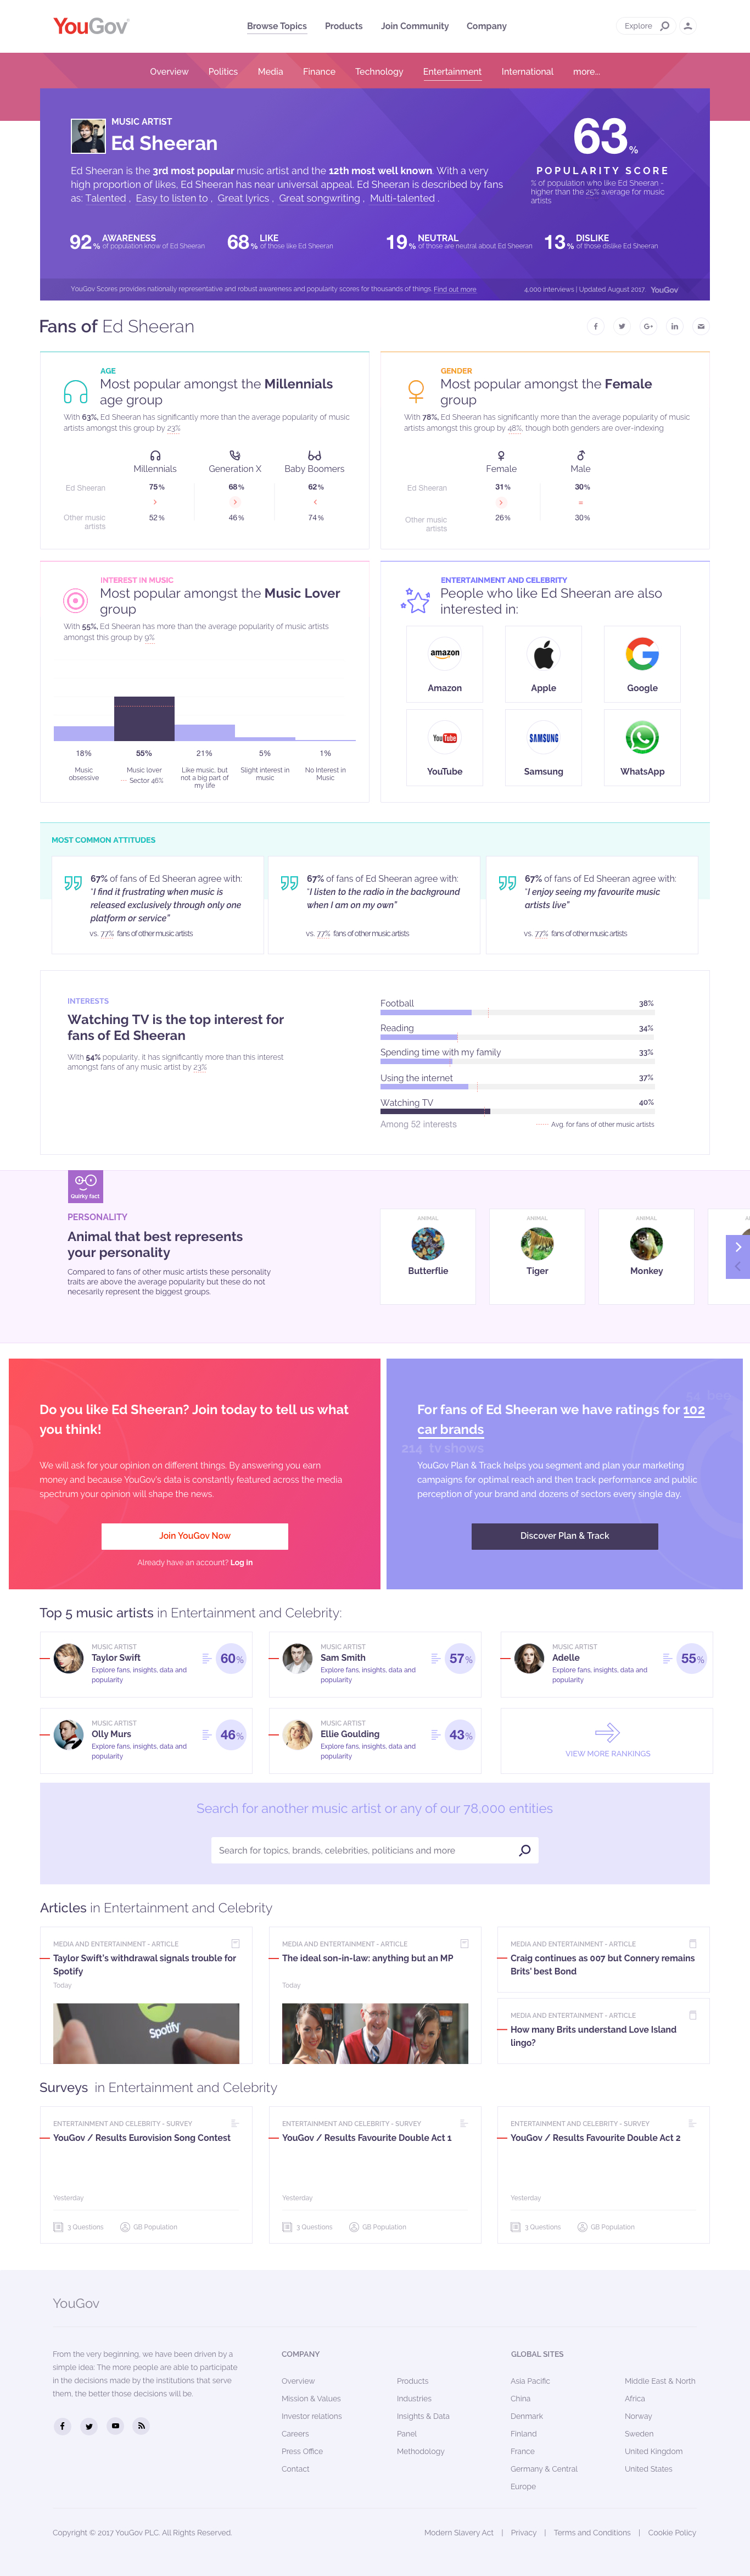 YouGov
Browse Topics Products Join Community Company
Explore
Overview Politics Media Finance Technology Entertainment International more...
MUSIC ARTIST
Ed Sheeran
Ed Sheeran is the 3rd most popular music artist and the 12th most well known. With a very
high proportion of likes, Ed Sheeran has near universal appeal. Ed Sheeran is described by fans
as: Talented , Easy to listen to , Great lyrics , Great songwriting , Multi-talented .
63%
POPULARITY SCORE
% of population who like Ed Sheeran -
higher than the 25% average for music
artists
92% AWARENESS
of population know of Ed Sheeran
68% LIKE
of those like Ed Sheeran
19% NEUTRAL
of those are neutral about Ed Sheeran
13% DISLIKE
of those dislike Ed Sheeran
YouGov Scores provides nationally representative and robust awareness and popularity scores for thousands of things. Find out more
4,000 interviews | Updated August 2017. YouGov
Fans of Ed Sheeran
AGE
Most popular amongst the Millennials
age group
With 63%, Ed Sheeran has significantly more than the average popularity of music
artists amongst this group by 23%
Millennials Generation X Baby Boomers
Ed Sheeran 75% 68% 62%
Other music
artists
52% 46% 74%
GENDER
Most popular amongst the Female
group
With 78%, Ed Sheeran has significantly more than the average popularity of music
artists amongst this group by 48%, though both genders are over-indexing
Female Male
Ed Sheeran 31% 30%
=
Other music
artists
26% 30%
INTEREST IN MUSIC
Most popular amongst the Music Lover
group
With 55%, Ed Sheeran has more than the average popularity of music artists
amongst this group by 9%
18% 55% 21% 5% 1%
Music
obsessive
Music lover
Sector 46%
Like music, but
not a big part of
my life
Slight interest in
music
No Interest in
Music
ENTERTAINMENT AND CELEBRITY
People who like Ed Sheeran are also
interested in:
amazon
Amazon
Apple
Google
YouTube
YouTube
SAMSUNG
Samsung
WhatsApp
MOST COMMON ATTITUDES
67% of fans of Ed Sheeran agree with:
“I find it frustrating when music is
released exclusively through only one
platform or service”
vs. 77% fans of other music artists
67% of fans of Ed Sheeran agree with:
“I listen to the radio in the background
when I am on my own”
vs. 77% fans of other music artists
67% of fans of Ed Sheeran agree with:
“I enjoy seeing my favourite music
artists live”
vs. 77% fans of other music artists
INTERESTS
Watching TV is the top interest for
fans of Ed Sheeran
With 54% popularity, it has significantly more than this interest
amongst fans of any music artist by 23%
Football 38%
Reading 34%
Spending time with my family 33%
Using the internet 37%
Watching TV 40%
Among 52 interests
Avg. for fans of other music artists
Quirky fact
PERSONALITY
Animal that best represents
your personality
Compared to fans of other music artists these personality
traits are above the average popularity but these do not
necesarily represent the biggest groups.
ANIMAL
Butterflie
ANIMAL
Tiger
ANIMAL
Monkey
Do you like Ed Sheeran? Join today to tell us what
you think!
We will ask for your opinion on different things. By answering you earn
money and because YouGov's data is constantly featured across the media
spectrum your opinion will shape the news.
Join YouGov Now
Already have an account? Log in
For fans of Ed Sheeran we have ratings for 102
car brands
214 tv shows
YouGov Plan & Track helps you segment and plan your marketing
campaigns for optimal reach and then track performance and public
perception of your brand and dozens of sectors every single day.
Discover Plan & Track
Top 5 music artists in Entertainment and Celebrity:
MUSIC ARTIST
Taylor Swift
Explore fans, insights, data and
popularity
60%
MUSIC ARTIST
Sam Smith
Explore fans, insights, data and
popularity
57%
MUSIC ARTIST
Adelle
Explore fans, insights, data and
popularity
55%
MUSIC ARTIST
Olly Murs
Explore fans, insights, data and
popularity
46%
MUSIC ARTIST
Ellie Goulding
Explore fans, insights, data and
popularity
43%
VIEW MORE RANKINGS
Search for another music artist or any of our 78,000 entities
Search for topics, brands, celebrities, politicians and more
Articles in Entertainment and Celebrity
MEDIA AND ENTERTAINMENT - ARTICLE
Taylor Swift's withdrawal signals trouble for
Spotify
Today
Spotify
MEDIA AND ENTERTAINMENT - ARTICLE
The ideal son-in-law: anything but an MP
Today
MEDIA AND ENTERTAINMENT - ARTICLE
Craig continues as 007 but Connery remains
Brits' best Bond
MEDIA AND ENTERTAINMENT - ARTICLE
How many Brits understand Love Island
lingo?
Surveys in Entertainment and Celebrity
ENTERTAINMENT AND CELEBRITY - SURVEY
YouGov / Results Eurovision Song Contest
Yesterday
3 Questions GB Population
ENTERTAINMENT AND CELEBRITY - SURVEY
YouGov / Results Favourite Double Act 1
Yesterday
3 Questions GB Population
ENTERTAINMENT AND CELEBRITY - SURVEY
YouGov / Results Favourite Double Act 2
Yesterday
3 Questions GB Population
YouGov
From the very beginning, we have been driven by a
simple idea: The more people are able to participate
in the decisions made by the institutions that serve
them, the better those decisions will be.
COMPANY
Overview
Mission & Values
Investor relations
Careers
Press Office
Contact
Products
Industries
Insights & Data
Panel
Methodology
GLOBAL SITES
Asia Pacific
China
Denmark
Finland
France
Germany & Central
Europe
Middle East & North
Africa
Norway
Sweden
United Kingdom
United States
Copyright © 2017 YouGov PLC. All Rights Reserved.
Modern Slavery Act | Privacy | Terms and Conditions | Cookie Policy